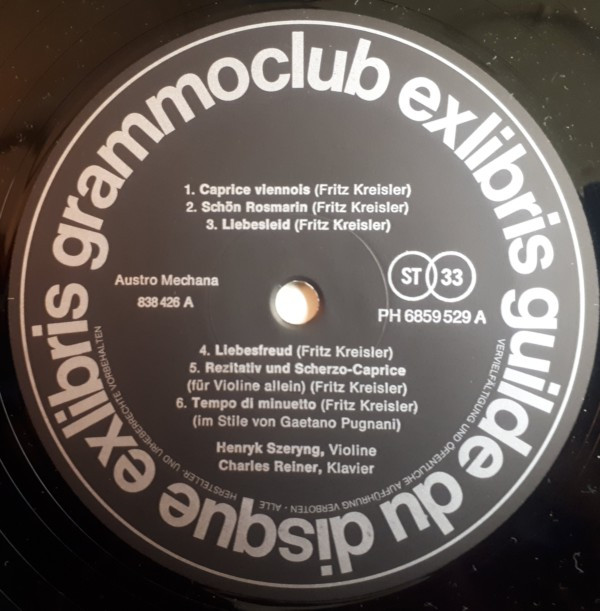 grammoclub exlibris guilde du disque exlibris
1. Caprice viennois (Fritz Kreisler)
2. Schön Rosmarin (Fritz Kreisler)
3. Liebesleid (Fritz Kreisler)
Austro Mechana
838 426 A
ST 33
PH 6859 529 A
4. Liebesfreud (Fritz Kreisler)
5. Rezitativ und Scherzo-Caprice
(für Violine allein) (Fritz Kreisler)
6. Tempo di minuetto (Fritz Kreisler)
(im Stile von Gaetano Pugnani)
Henryk Szeryng, Violine
Charles Reiner, Klavier
VERVIELFÄLTIGUNG UND ÖFFENTLICHE AUFFÜHRUNG VERBOTEN - ALLE HERSTELLER- UND URHEBERRECHTE VORBEHALTEN